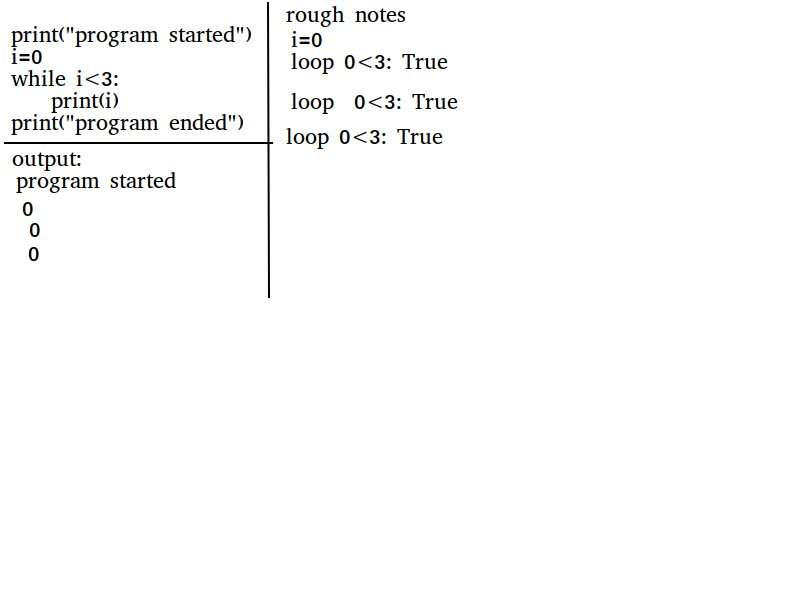 print("program started")
i=0
while i<3:
    print(i)
print("program ended")
output:
program started
0
0
0
rough notes
i=0
loop 0<3: True
loop 0<3: True
loop 0<3: True